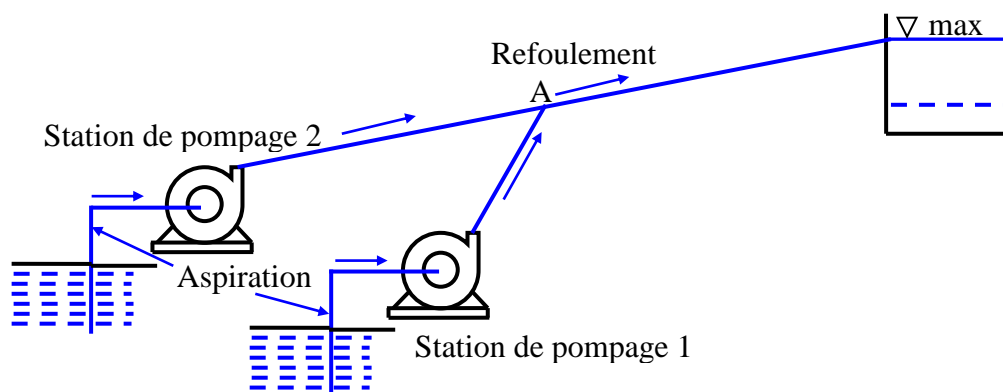 ▽ max
Refoulement
A
Station de pompage 2
Aspiration
Station de pompage 1